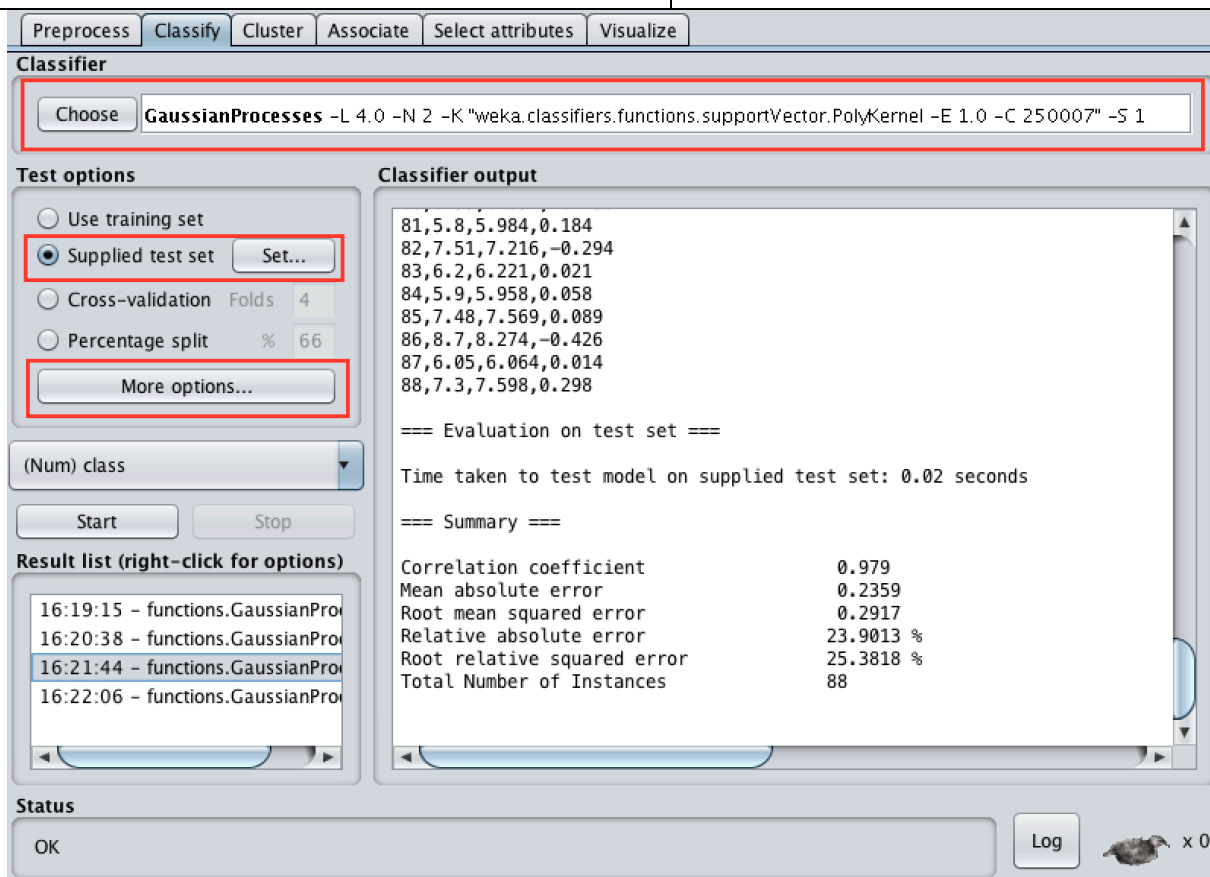 Preprocess Classify Cluster Associate Select attributes Visualize
Classifier
Choose GaussianProcesses -L 4.0 -N 2 -K "weka.classifiers.functions.supportVector.PolyKernel -E 1.0 -C 250007" -S 1
Test options
Use training set
Supplied test set Set...
Cross-validation Folds 4
Percentage split % 66
More options...
(Num) class
Start Stop
Result list (right-click for options)
16:19:15 - functions.GaussianPro
16:20:38 - functions.GaussianPro
16:21:44 - functions.GaussianPro
16:22:06 - functions.GaussianPro
Classifier output
81,5.8,5.984,0.184
82,7.51,7.216,-0.294
83,6.2,6.221,0.021
84,5.9,5.958,0.058
85,7.48,7.569,0.089
86,8.7,8.274,-0.426
87,6.05,6.064,0.014
88,7.3,7.598,0.298
=== Evaluation on test set ===
Time taken to test model on supplied test set: 0.02 seconds
=== Summary ===
Correlation coefficient 0.979
Mean absolute error 0.2359
Root mean squared error 0.2917
Relative absolute error 23.9013 %
Root relative squared error 25.3818 %
Total Number of Instances 88
Status
OK
Log x 0